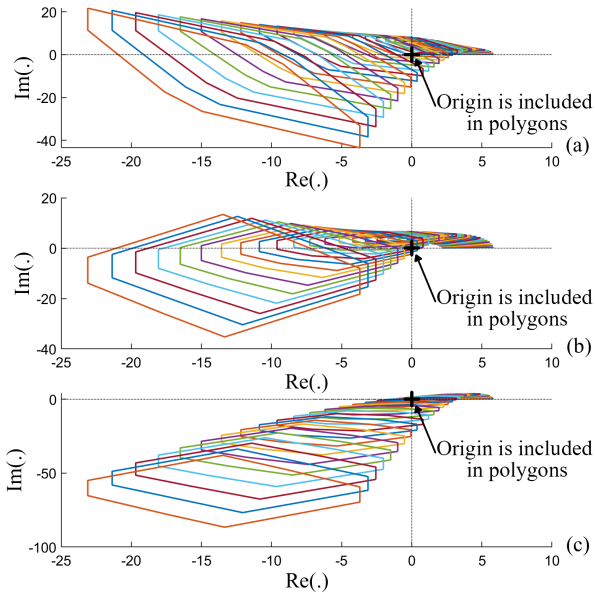 20
0
-20
-40
Im(.)
Origin is included
in polygons
(a)
-25 -20 -15 -10 -5 0 5 10
Re(.)
20
0
-20
-40
Im(.)
Origin is included
in polygons
(b)
-25 -20 -15 -10 -5 0 5 10
Re(.)
0
-50
-100
Im(.)
Origin is included
in polygons
(c)
-25 -20 -15 -10 -5 0 5 10
Re(.)